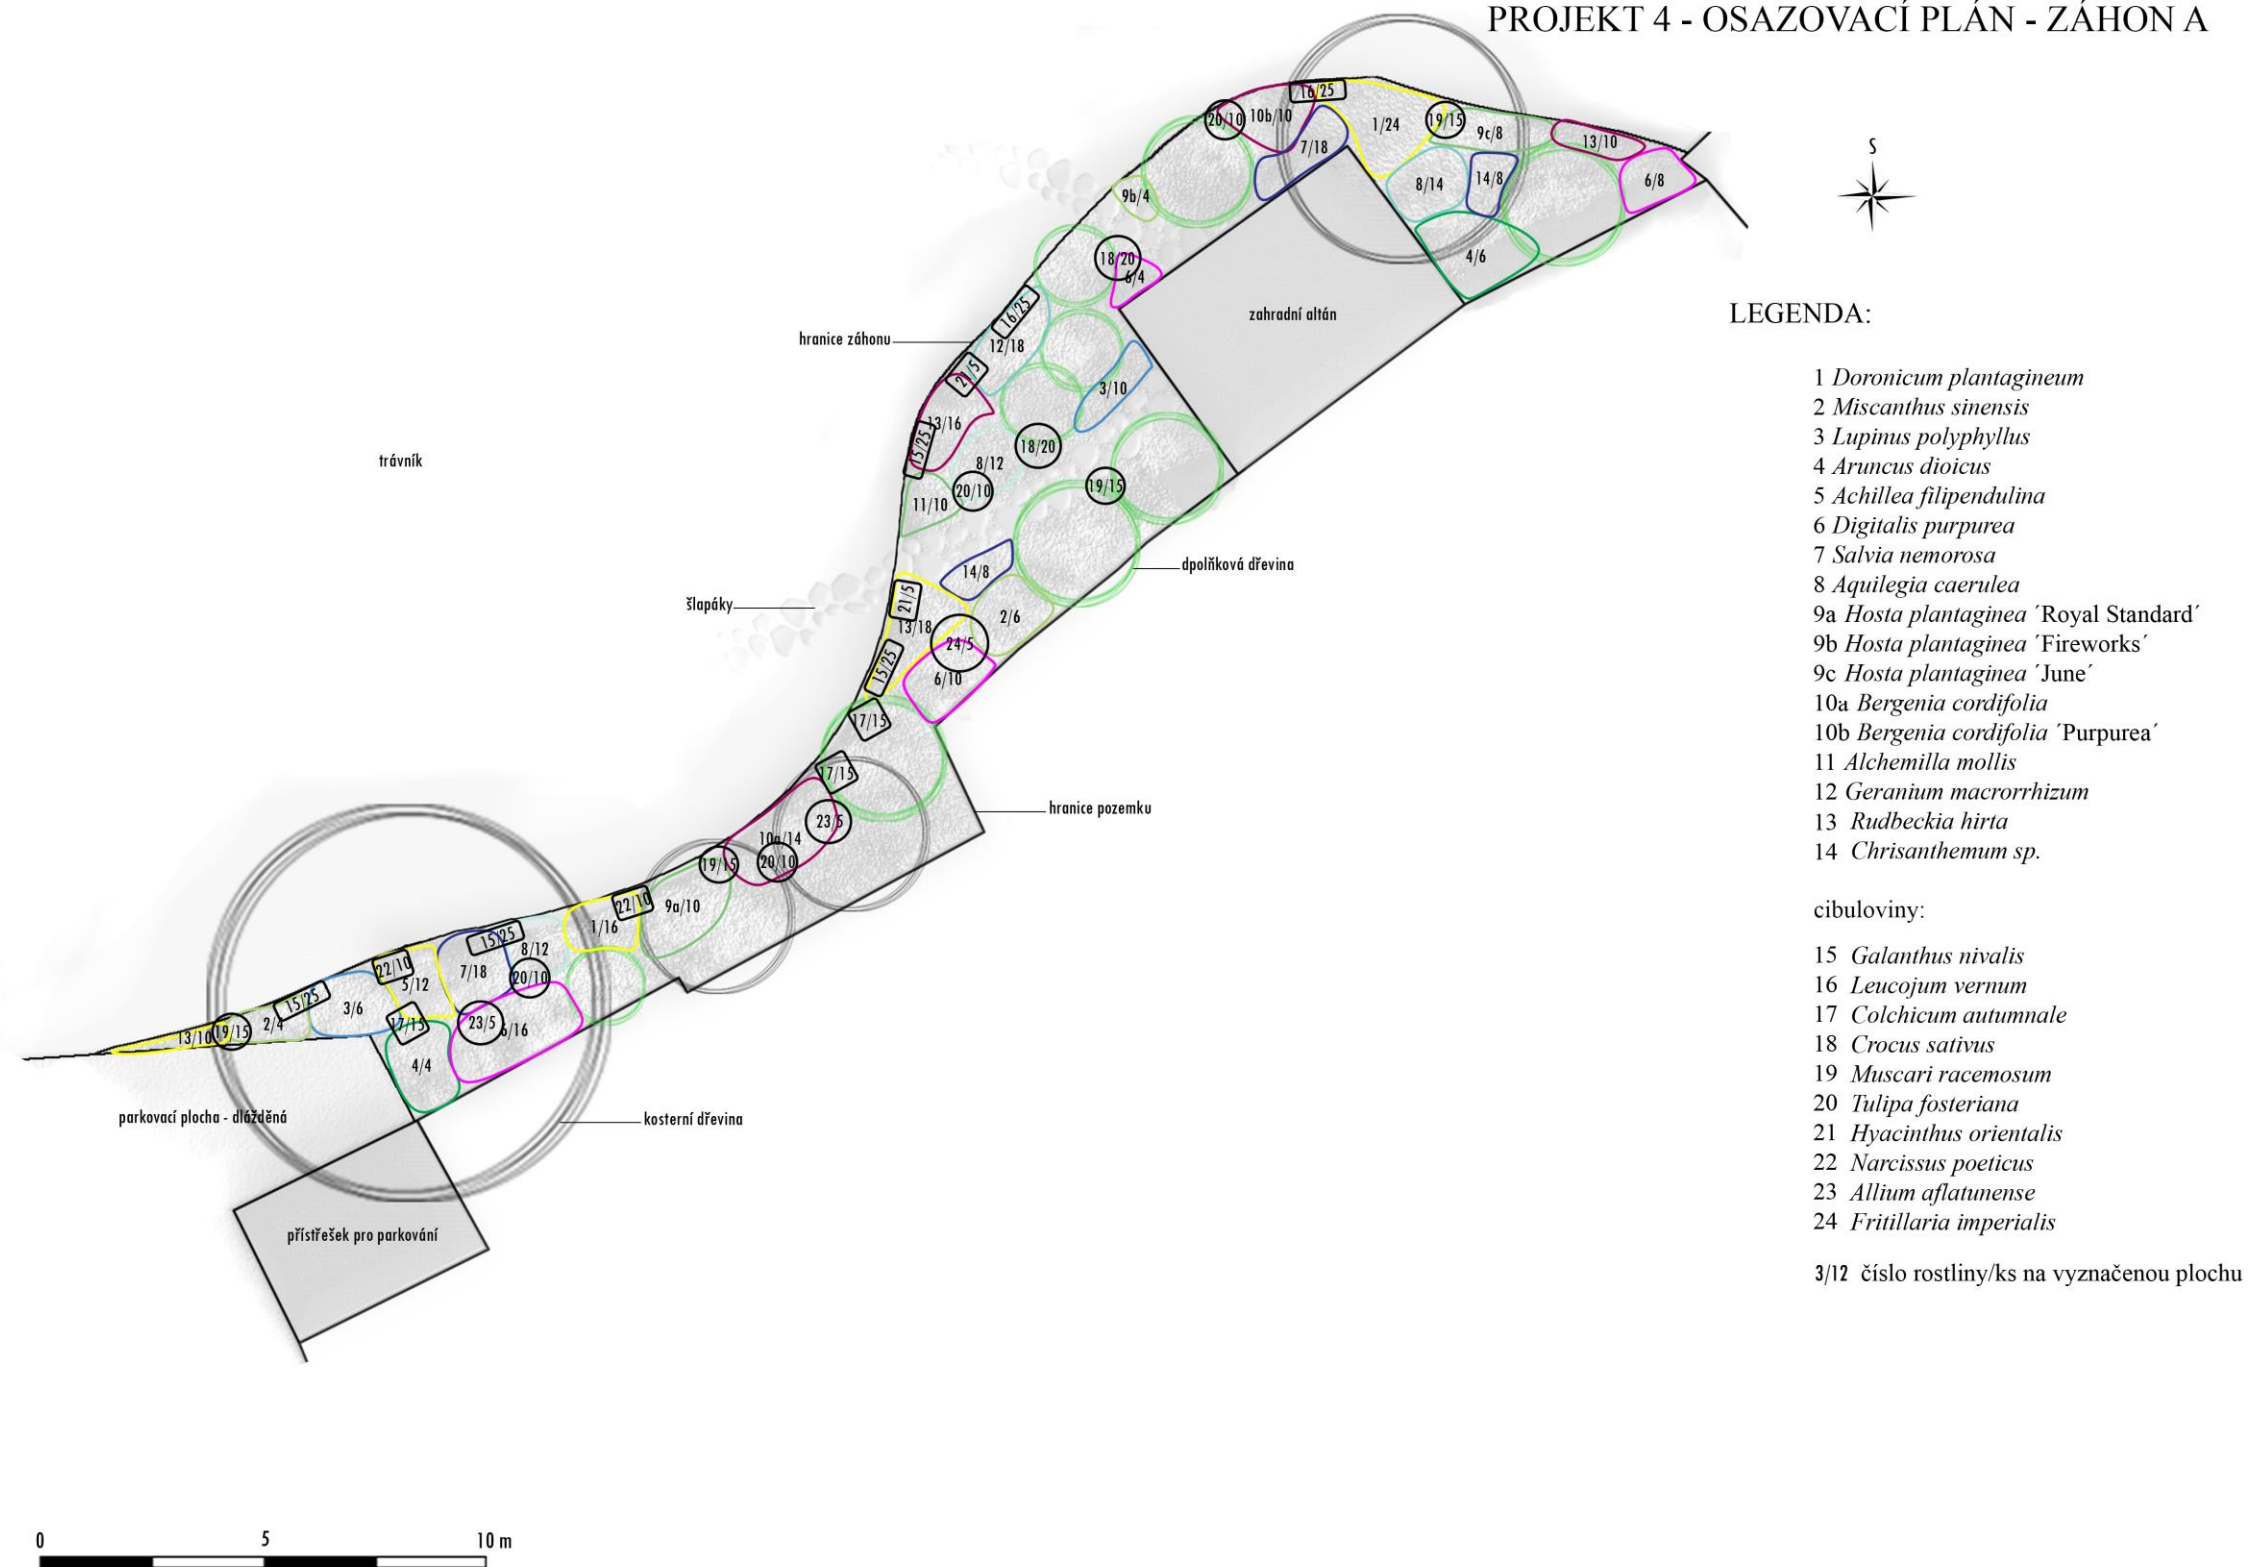 PROJEKT 4 - OSAZOVACÍ PLÁN - ZÁHON A
16/25
20/10
10b/10
1/24
19/15
9c/8
13/10
7/18
8/14
14/8
6/8
S
9b/4
4/6
18/20
6/4
zahradní altán
16/25
hranice záhonu
12/18
21/5
3/10
13/16
15/25
18/20
8/12
trávník
20/10
19/15
11/10
14/8
dpolňková dřevina
21/5
šlapáky
2/6
13/18
24/5
15/25
6/10
17/15
17/15
hranice pozemku
23/5
10a/14
19/15
20/10
22/10
9a/10
1/16
15/25
8/12
22/10
7/18
20/10
5/12
15/25
3/6
17/15
23/5
6/16
2/4
19/15
13/10
4/4
parkovací plocha - dlážděná
kosterní dřevina
přístřešek pro parkování
LEGENDA:
1 Doronicum plantagineum
2 Miscanthus sinensis
3 Lupinus polyphyllus
4 Aruncus dioicus
5 Achillea filipendulina
6 Digitalis purpurea
7 Salvia nemorosa
8 Aquilegia caerulea
9a Hosta plantaginea ´Royal Standard´
9b Hosta plantaginea ´Fireworks´
9c Hosta plantaginea ´June´
10a Bergenia cordifolia
10b Bergenia cordifolia ´Purpurea´
11 Alchemilla mollis
12 Geranium macrorrhizum
13 Rudbeckia hirta
14 Chrisanthemum sp.
cibuloviny:
15 Galanthus nivalis
16 Leucojum vernum
17 Colchicum autumnale
18 Crocus sativus
19 Muscari racemosum
20 Tulipa fosteriana
21 Hyacinthus orientalis
22 Narcissus poeticus
23 Allium aflatunense
24 Fritillaria imperialis
3/12 číslo rostliny/ks na vyznačenou plochu
0 5 10 m